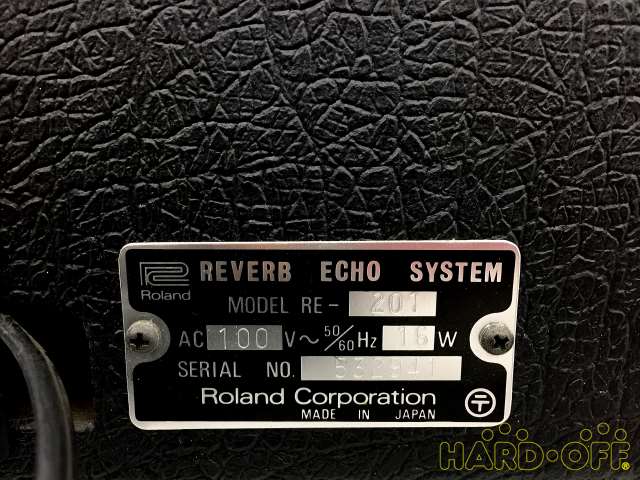 Roland
REVERB ECHO SYSTEM
MODEL RE- 201
AC 100 V~ 50/60 Hz 16 W
SERIAL NO. 532941
Roland Corporation
MADE IN JAPAN
HARD-OFF